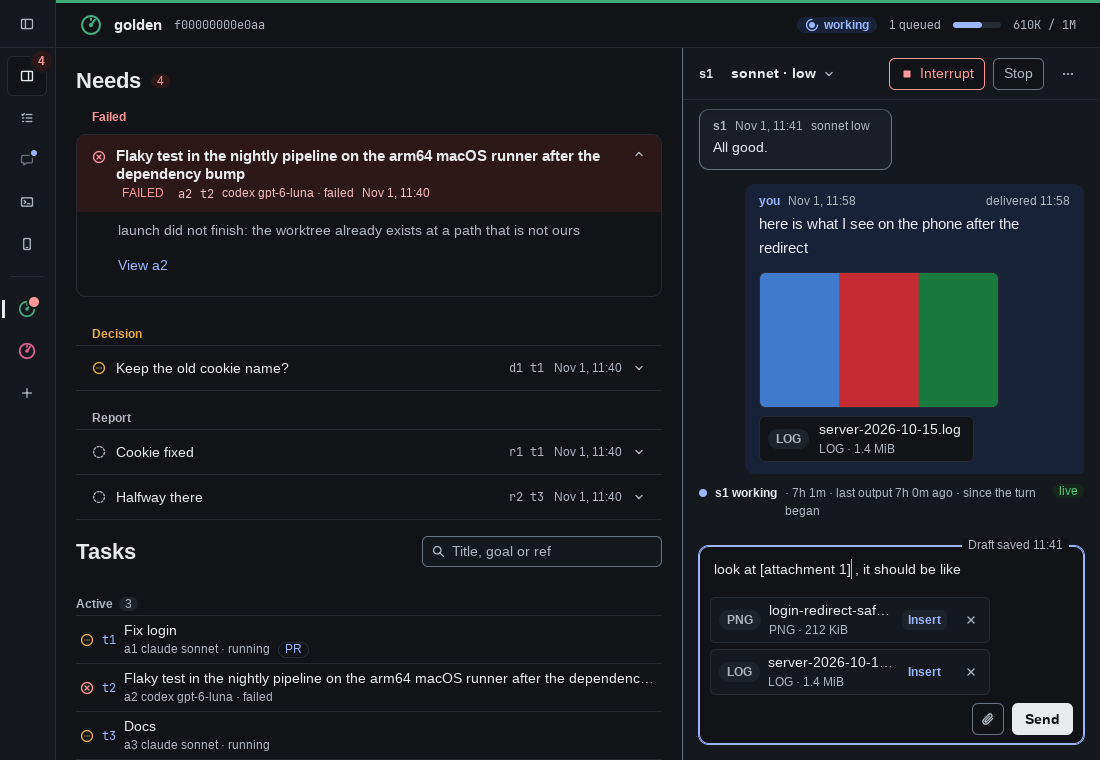 golden f00000000e0aa
working 1 queued 610K / 1M
4
Needs 4
Failed
Flaky test in the nightly pipeline on the arm64 macOS runner after the
dependency bump
FAILED a2 t2 codex gpt-6-luna · failed Nov 1, 11:40
launch did not finish: the worktree already exists at a path that is not ours
View a2
Decision
Keep the old cookie name? d1 t1 Nov 1, 11:40
Report
Cookie fixed r1 t1 Nov 1, 11:40
Halfway there r2 t3 Nov 1, 11:40
Tasks
Title, goal or ref
Active 3
t1 Fix login
a1 claude sonnet · running PR
t2 Flaky test in the nightly pipeline on the arm64 macOS runner after the dependenc…
a2 codex gpt-6-luna · failed
t3 Docs
a3 claude sonnet · running
s1 sonnet · low Interrupt Stop ···
s1 Nov 1, 11:41 sonnet low
All good.
you Nov 1, 11:58 delivered 11:58
here is what I see on the phone after the
redirect
LOG server-2026-10-15.log
LOG · 1.4 MiB
s1 working · 7h 1m · last output 7h 0m ago · since the turn
began
live
Draft saved 11:41
look at [attachment 1] , it should be like
PNG login-redirect-saf… Insert
PNG · 212 KiB
LOG server-2026-10-1… Insert
LOG · 1.4 MiB
Send